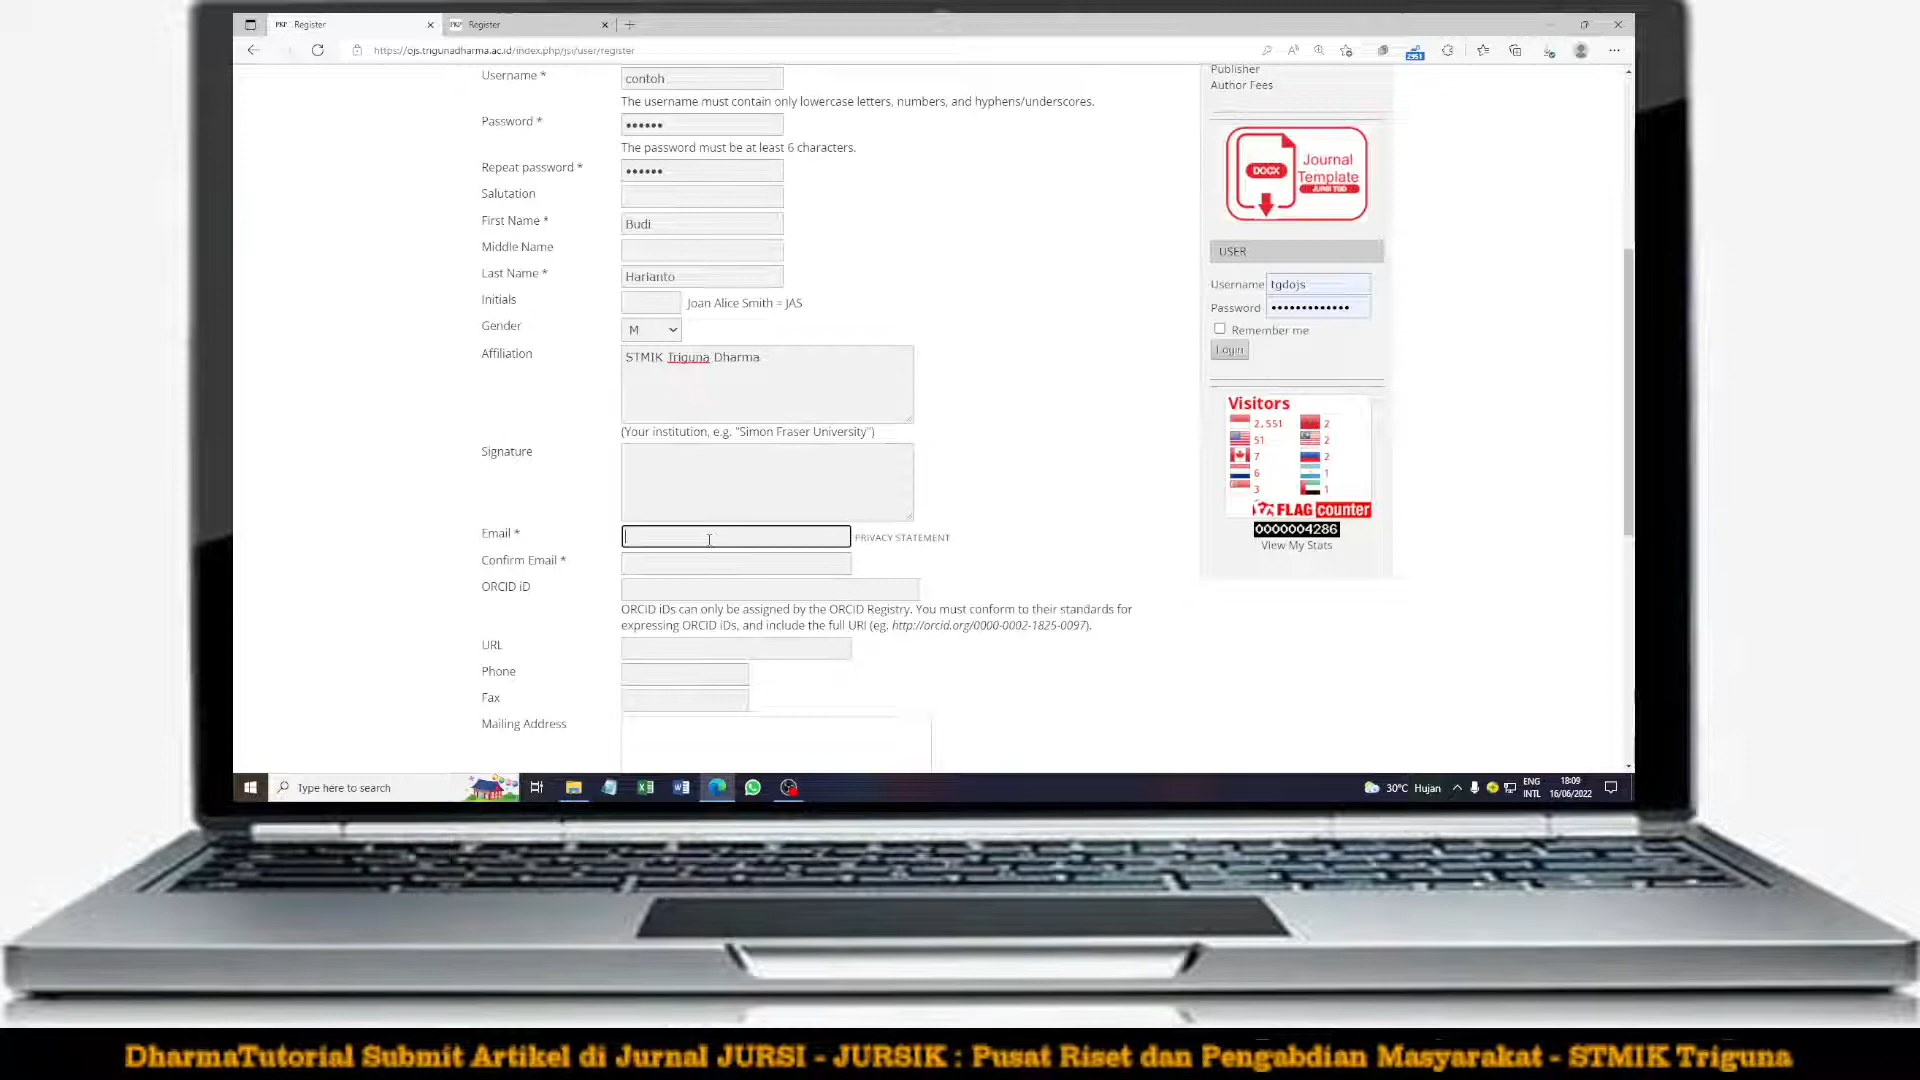 Register
Register
https://ojs.trigunadharma.ac.id/index.php/jsi/user/register
2951
Username *
contoh
The username must contain only lowercase letters, numbers, and hyphens/underscores.
Password *
••••••
The password must be at least 6 characters.
Repeat password *
••••••
Salutation
First Name *
Budi
Middle Name
Last Name *
Harianto
Initials
Joan Alice Smith = JAS
Gender
M
Affiliation
STMIK Triguna Dharma
(Your institution, e.g. "Simon Fraser University")
Signature
Email *
PRIVACY STATEMENT
Confirm Email *
ORCID iD
ORCID iDs can only be assigned by the ORCID Registry. You must conform to their standards for
expressing ORCID iDs, and include the full URI (eg. http://orcid.org/0000-0002-1825-0097).
URL
Phone
Fax
Mailing Address
Publisher
Author Fees
DOCX
Journal
Template
JURSI TGD
USER
Username
tgdojs
Password
•••••••••••••
Remember me
Login
Visitors
2,551
2
51
2
7
2
6
1
3
1
FLAG counter
0000004286
View My Stats
Type here to search
30°C Hujan
ENG
INTL
18:09
16/06/2022
DharmaTutorial Submit Artikel di Jurnal JURSI - JURSIK : Pusat Riset dan Pengabdian Masyarakat - STMIK Triguna